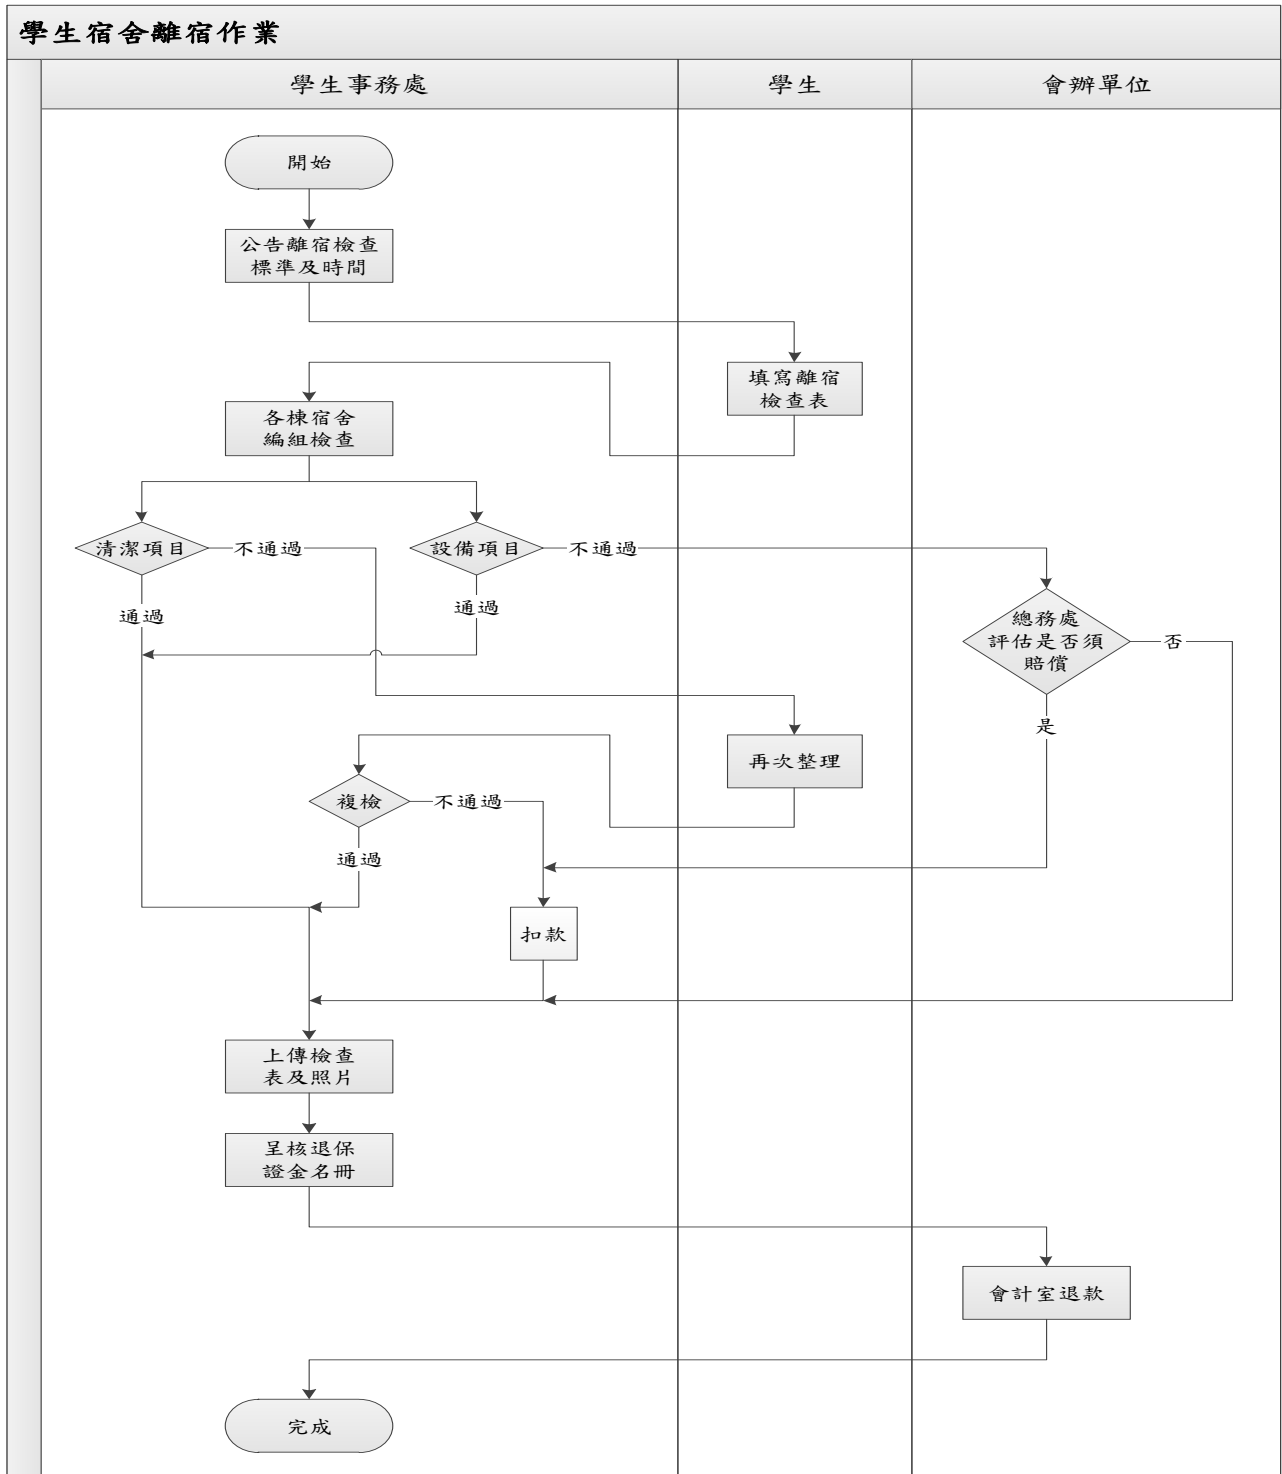 學生宿舍離宿作業
學生事務處
學生
會辦單位
開始
公告離宿檢查
標準及時間
填寫離宿
檢查表
各棟宿舍
編組檢查
清潔項目
不通過
設備項目
不通過
通過
通過
總務處
評估是否須
賠償
否
是
再次整理
複檢
不通過
通過
扣款
上傳檢查
表及照片
呈核退保
證金名冊
會計室退款
完成